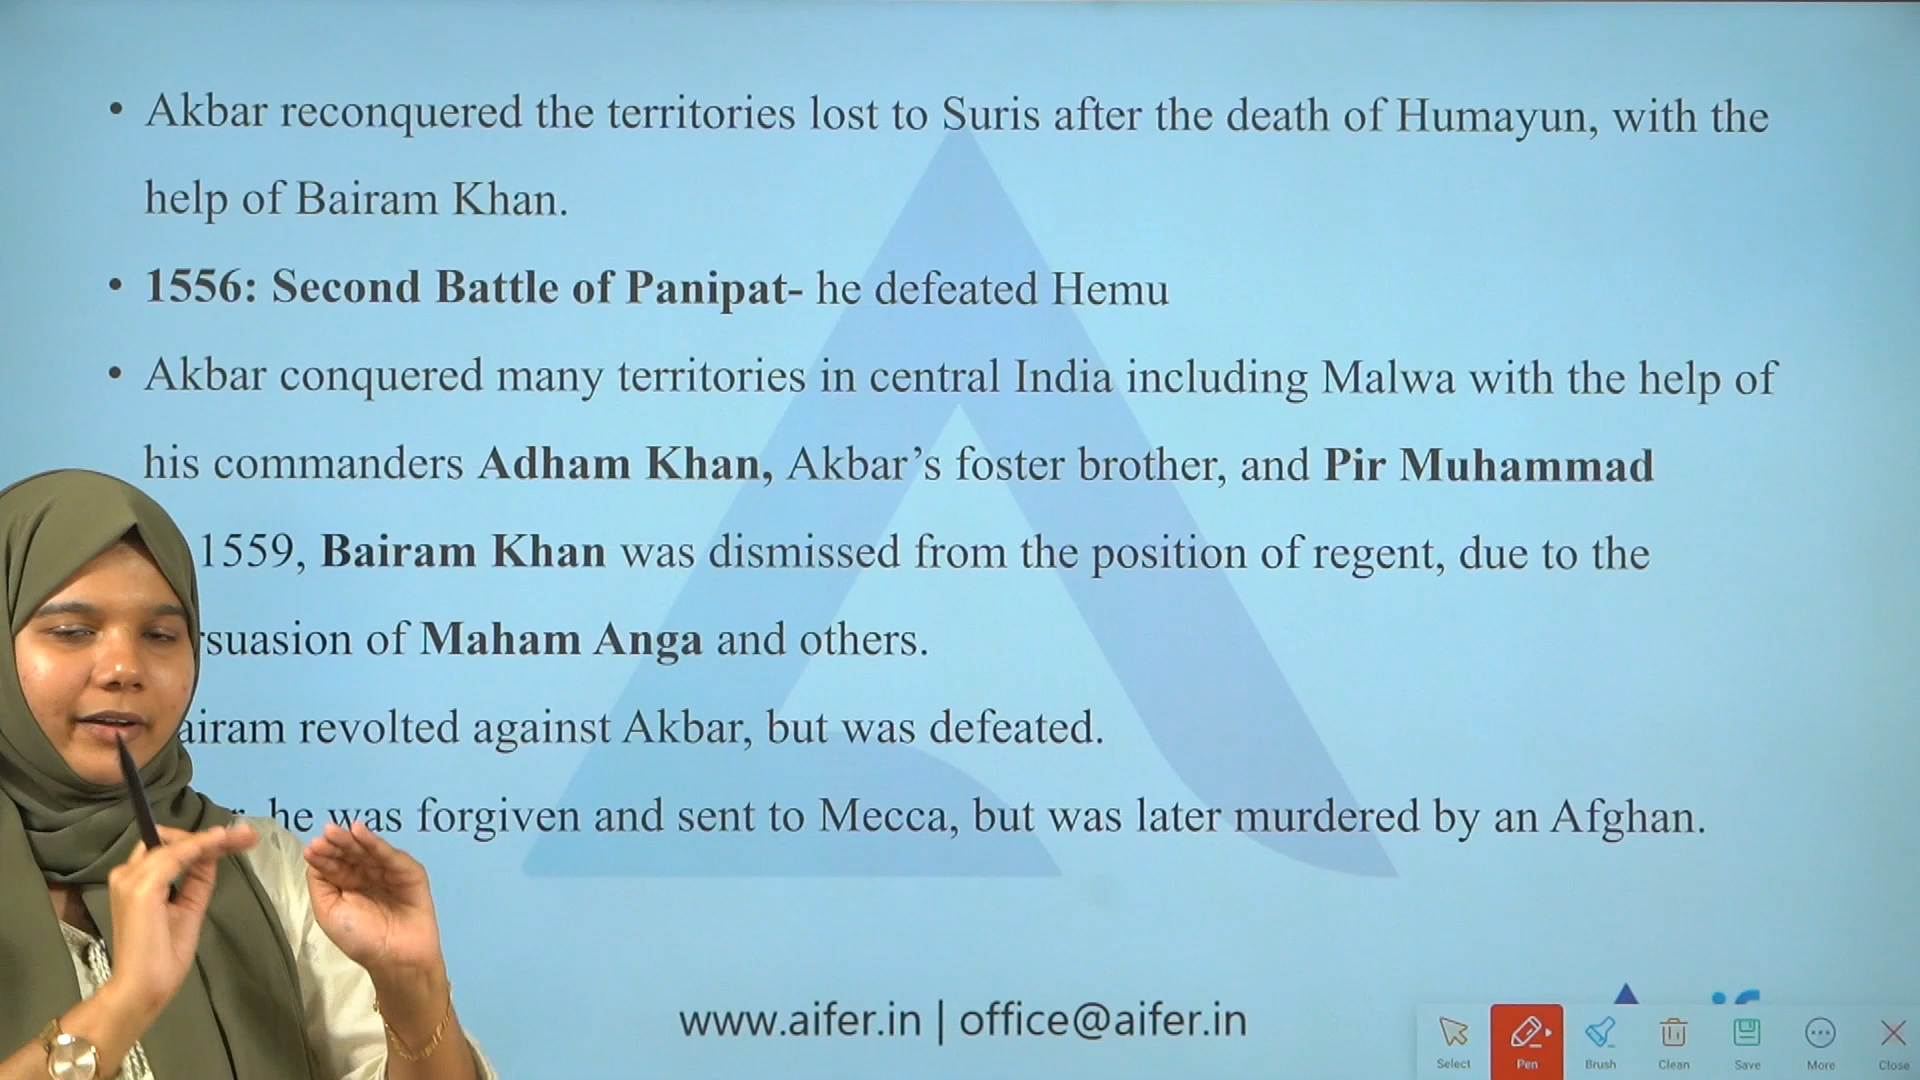 • Akbar reconquered the territories lost to Suris after the death of Humayun, with the
help of Bairam Khan.
• 1556: Second Battle of Panipat- he defeated Hemu
• Akbar conquered many territories in central India including Malwa with the help of
his commanders Adham Khan, Akbar’s foster brother, and Pir Muhammad
1559, Bairam Khan was dismissed from the position of regent, due to the
suasion of Maham Anga and others.
airam revolted against Akbar, but was defeated.
he was forgiven and sent to Mecca, but was later murdered by an Afghan.
www.aifer.in | office@aifer.in
Select Pen Brush Clean Save More Close